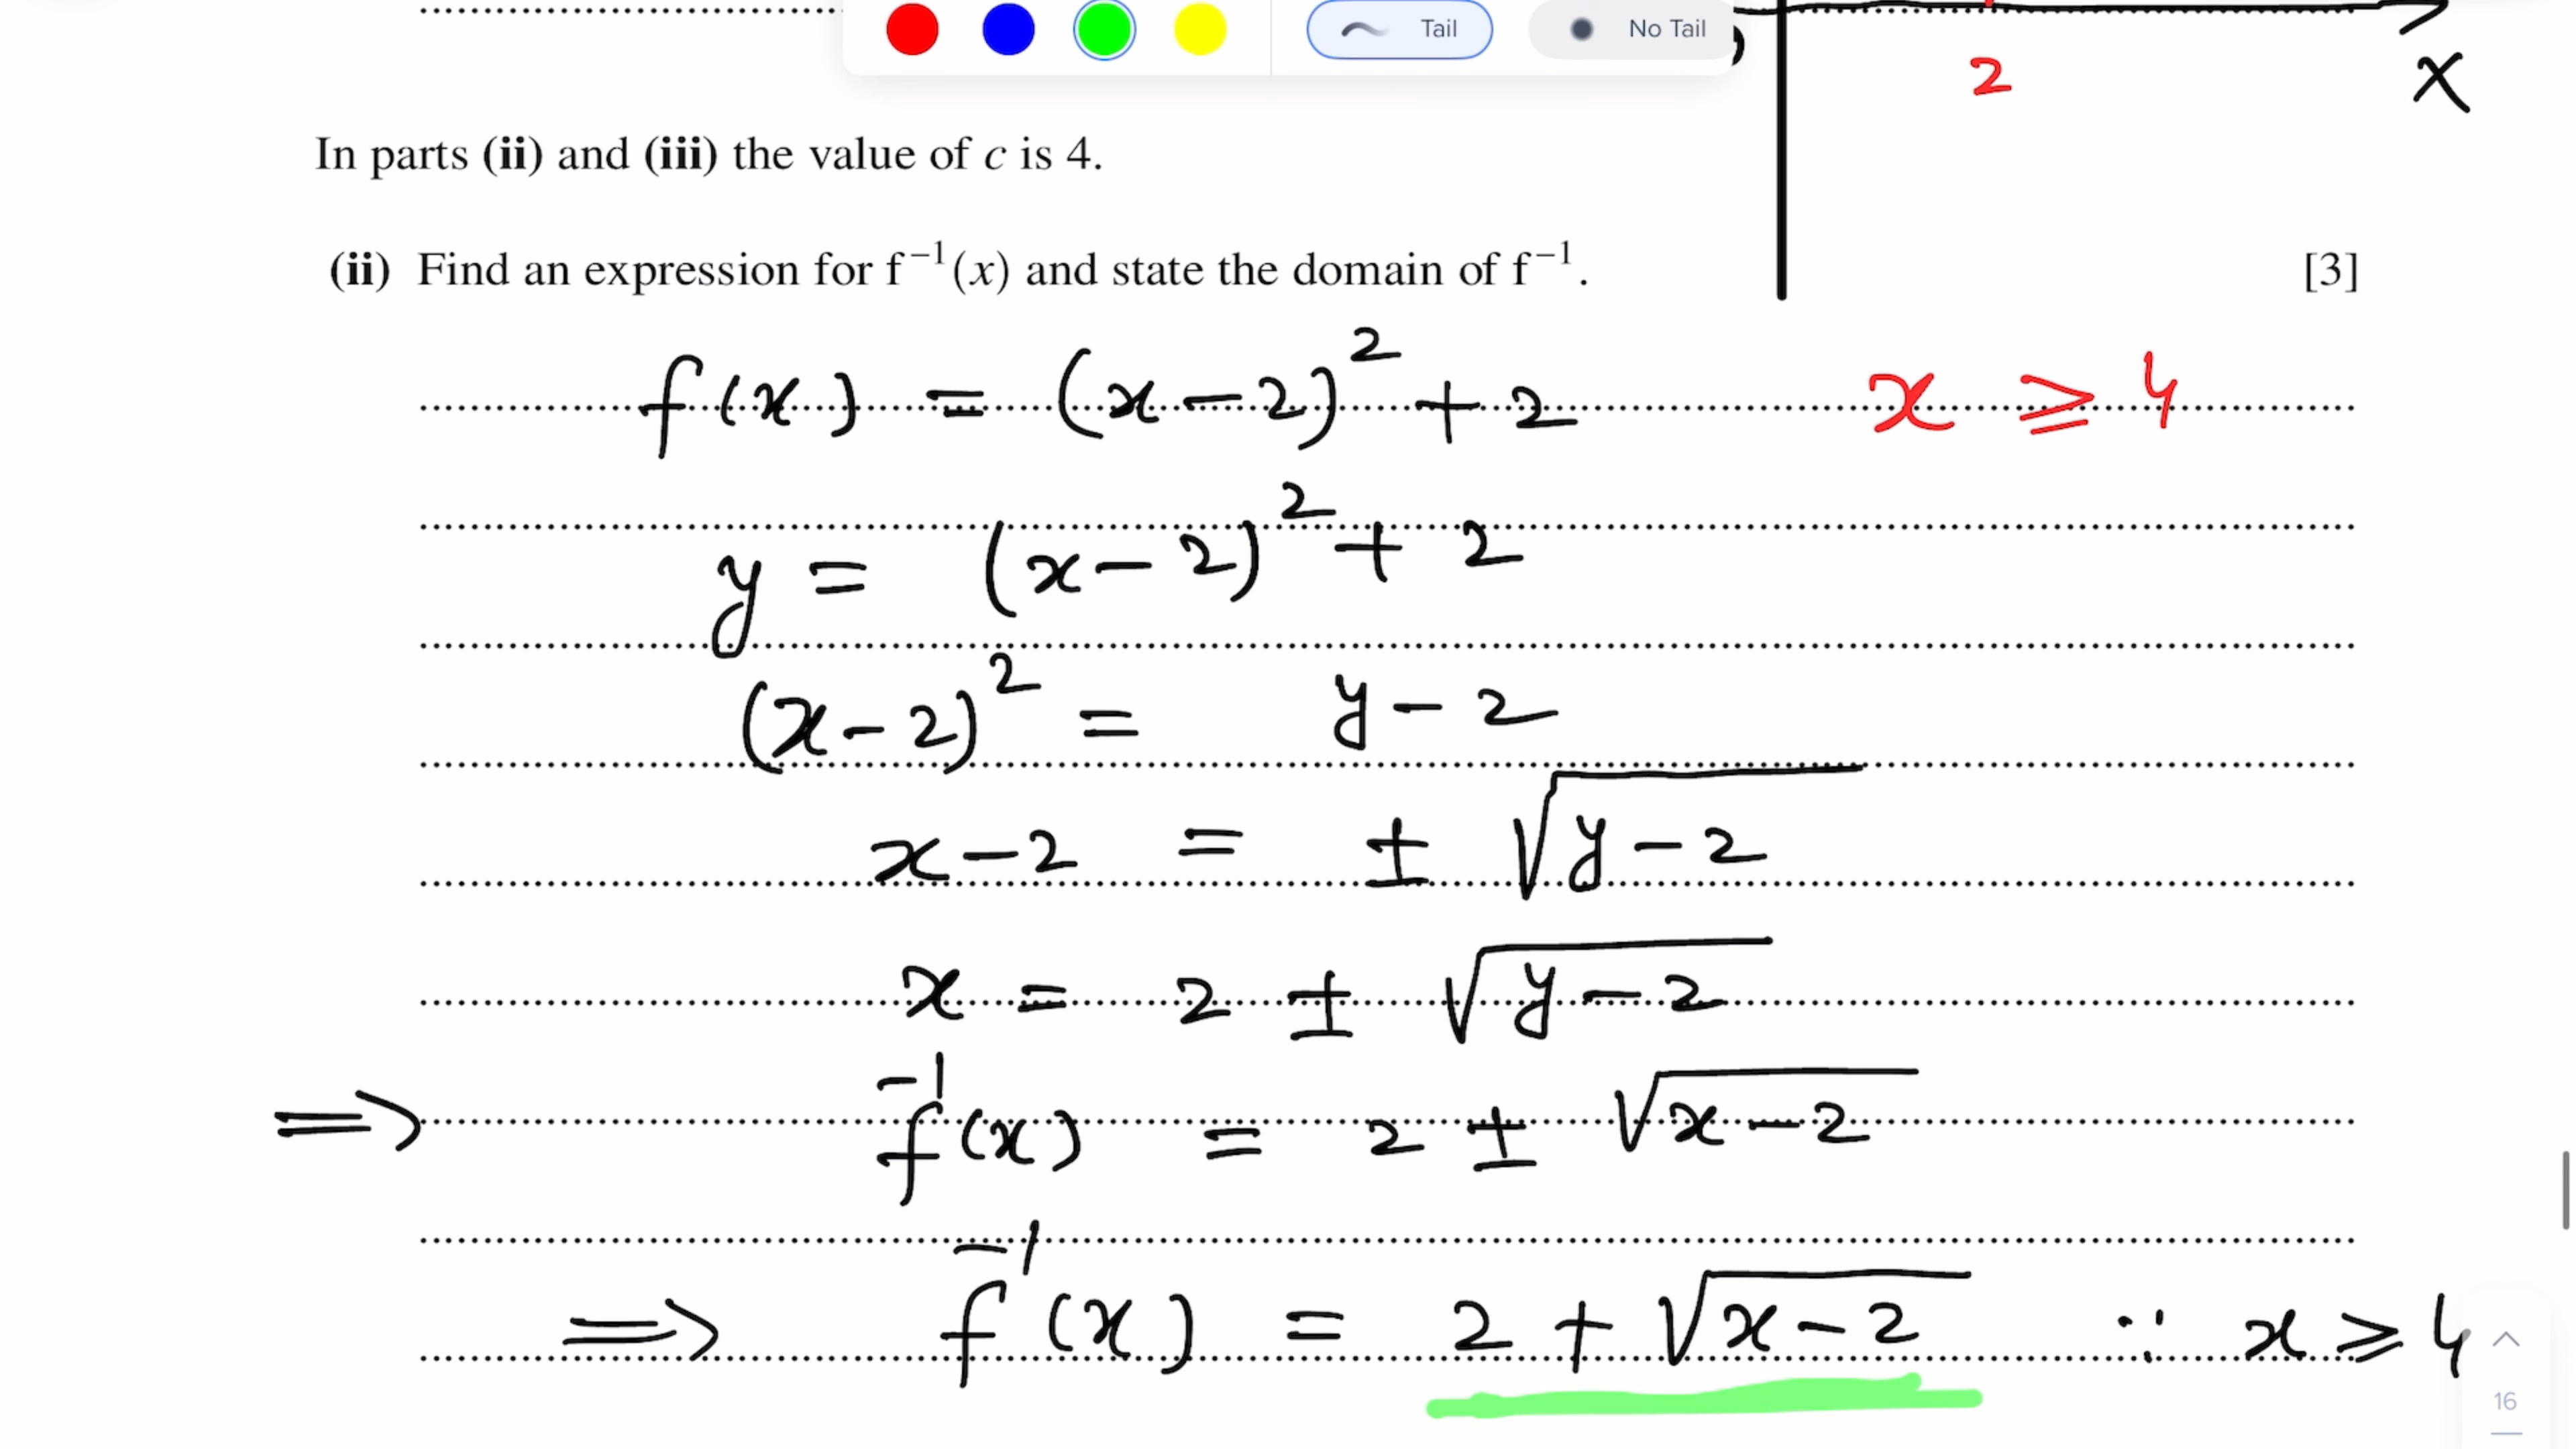 Tail No Tail
2
x
In parts (ii) and (iii) the value of c is 4.
(ii) Find an expression for f⁻¹(x) and state the domain of f⁻¹. [3]
f(x) = (x-2)² + 2 x ≥ 4
y = (x-2)² + 2
(x-2)² = y-2
x-2 = ± √(y-2)
x = 2 ± √(y-2)
⇒ f⁻¹(x) = 2 ± √(x-2)
⇒ f⁻¹(x) = 2 + √(x-2) ∵ x ≥ 4
16